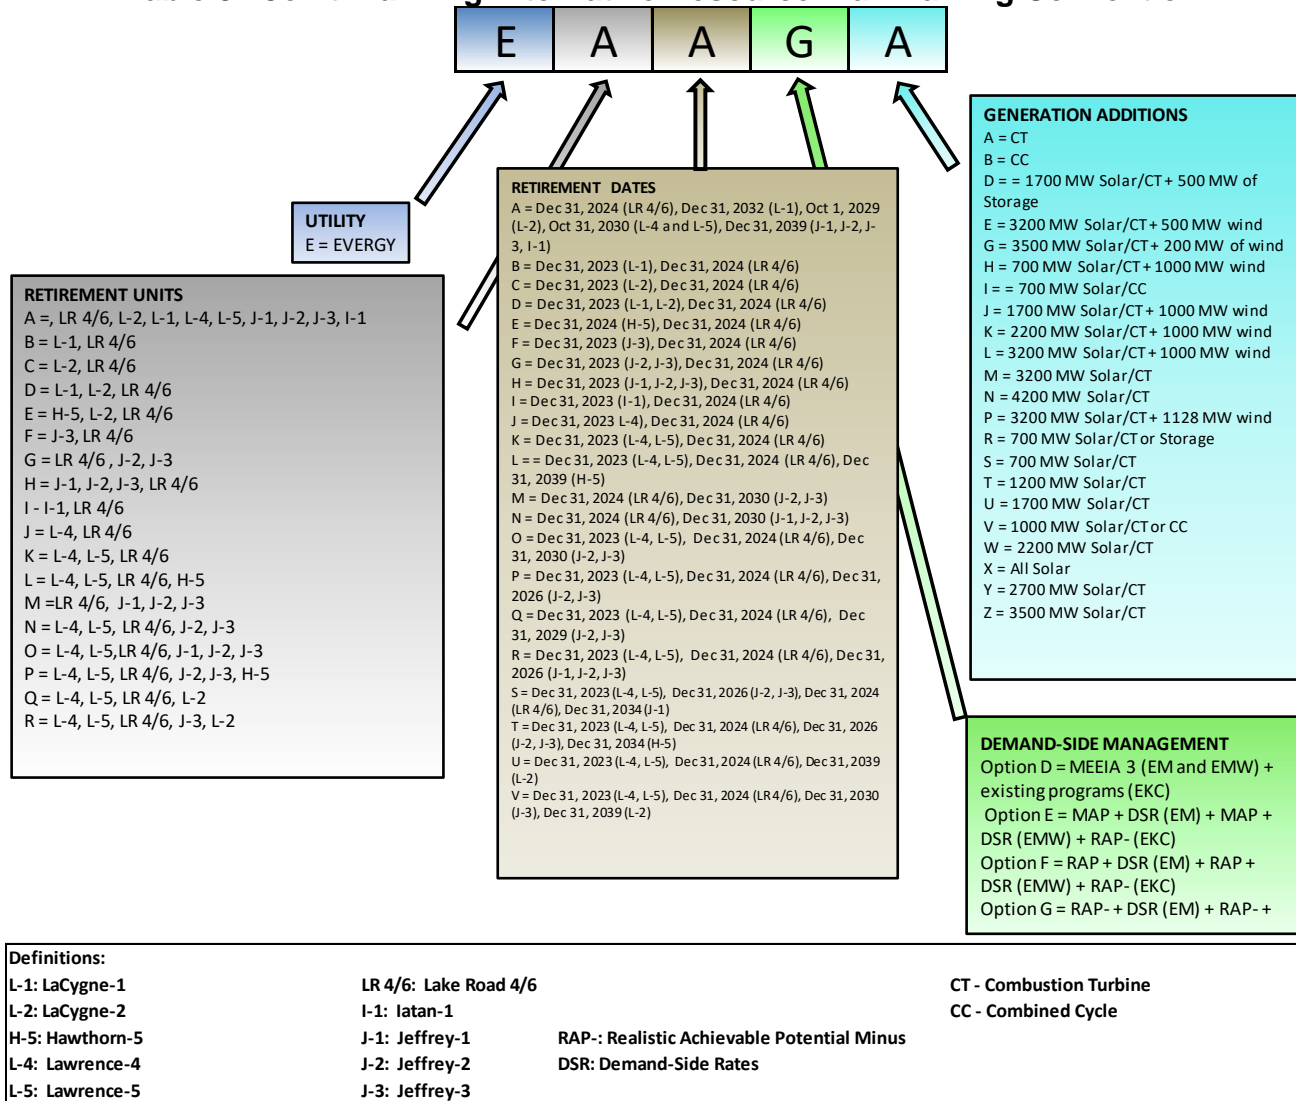 E A A G A
GENERATION ADDITIONS
A = CT
B = CC
D = = 1700 MW Solar/CT + 500 MW of
Storage
E = 3200 MW Solar/CT + 500 MW wind
G = 3500 MW Solar/CT + 200 MW of wind
H = 700 MW Solar/CT + 1000 MW wind
I = = 700 MW Solar/CC
J = 1700 MW Solar/CT + 1000 MW wind
K = 2200 MW Solar/CT + 1000 MW wind
L = 3200 MW Solar/CT + 1000 MW wind
M = 3200 MW Solar/CT
N = 4200 MW Solar/CT
P = 3200 MW Solar/CT + 1128 MW wind
R = 700 MW Solar/CT or Storage
S = 700 MW Solar/CT
T = 1200 MW Solar/CT
U = 1700 MW Solar/CT
V = 1000 MW Solar/CT or CC
W = 2200 MW Solar/CT
X = All Solar
Y = 2700 MW Solar/CT
Z = 3500 MW Solar/CT
RETIREMENT DATES
A = Dec 31, 2024 (LR 4/6), Dec 31, 2032 (L-1), Oct 1, 2029
(L-2), Oct 31, 2030 (L-4 and L-5), Dec 31, 2039 (J-1, J-2, J-
3, I-1)
B = Dec 31, 2023 (L-1), Dec 31, 2024 (LR 4/6)
C = Dec 31, 2023 (L-2), Dec 31, 2024 (LR 4/6)
D = Dec 31, 2023 (L-1, L-2), Dec 31, 2024 (LR 4/6)
E = Dec 31, 2024 (H-5), Dec 31, 2024 (LR 4/6)
F = Dec 31, 2023 (J-3), Dec 31, 2024 (LR 4/6)
G = Dec 31, 2023 (J-2, J-3), Dec 31, 2024 (LR 4/6)
H = Dec 31, 2023 (J-1, J-2, J-3), Dec 31, 2024 (LR 4/6)
I = Dec 31, 2023 (I-1), Dec 31, 2024 (LR 4/6)
J = Dec 31, 2023 L-4), Dec 31, 2024 (LR 4/6)
K = Dec 31, 2023 (L-4, L-5), Dec 31, 2024 (LR 4/6)
L = = Dec 31, 2023 (L-4, L-5), Dec 31, 2024 (LR 4/6), Dec
31, 2039 (H-5)
M = Dec 31, 2024 (LR 4/6), Dec 31, 2030 (J-2, J-3)
N = Dec 31, 2024 (LR 4/6), Dec 31, 2030 (J-1, J-2, J-3)
O = Dec 31, 2023 (L-4, L-5), Dec 31, 2024 (LR 4/6), Dec
31, 2030 (J-2, J-3)
P = Dec 31, 2023 (L-4, L-5), Dec 31, 2024 (LR 4/6), Dec 31,
2026 (J-2, J-3)
Q = Dec 31, 2023 (L-4, L-5), Dec 31, 2024 (LR 4/6), Dec
31, 2029 (J-2, J-3)
R = Dec 31, 2023 (L-4, L-5), Dec 31, 2024 (LR 4/6), Dec 31,
2026 (J-1, J-2, J-3)
S = Dec 31, 2023 (L-4, L-5), Dec 31, 2026 (J-2, J-3), Dec 31, 2024
(LR 4/6), Dec 31, 2034 (J-1)
T = Dec 31, 2023 (L-4, L-5), Dec 31, 2024 (LR 4/6), Dec 31, 2026
(J-2, J-3), Dec 31, 2034 (H-5)
U = Dec 31, 2023 (L-4, L-5), Dec 31, 2024 (LR 4/6), Dec 31, 2039
(L-2)
V = Dec 31, 2023 (L-4, L-5), Dec 31, 2024 (LR 4/6), Dec 31, 2030
(J-3), Dec 31, 2039 (L-2)
UTILITY
E = EVERGY
RETIREMENT UNITS
A =, LR 4/6, L-2, L-1, L-4, L-5, J-1, J-2, J-3, I-1
B = L-1, LR 4/6
C = L-2, LR 4/6
D = L-1, L-2, LR 4/6
E = H-5, L-2, LR 4/6
F = J-3, LR 4/6
G = LR 4/6 , J-2, J-3
H = J-1, J-2, J-3, LR 4/6
I - I-1, LR 4/6
J = L-4, LR 4/6
K = L-4, L-5, LR 4/6
L = L-4, L-5, LR 4/6, H-5
M =LR 4/6, J-1, J-2, J-3
N = L-4, L-5, LR 4/6, J-2, J-3
O = L-4, L-5,LR 4/6, J-1, J-2, J-3
P = L-4, L-5, LR 4/6, J-2, J-3, H-5
Q = L-4, L-5, LR 4/6, L-2
R = L-4, L-5, LR 4/6, J-3, L-2
DEMAND-SIDE MANAGEMENT
Option D = MEEIA 3 (EM and EMW) +
existing programs (EKC)
Option E = MAP + DSR (EM) + MAP +
DSR (EMW) + RAP- (EKC)
Option F = RAP + DSR (EM) + RAP +
DSR (EMW) + RAP- (EKC)
Option G = RAP- + DSR (EM) + RAP- +
Definitions:
L-1: LaCygne-1 LR 4/6: Lake Road 4/6 CT - Combustion Turbine
L-2: LaCygne-2 I-1: Iatan-1 CC - Combined Cycle
H-5: Hawthorn-5 J-1: Jeffrey-1 RAP-: Realistic Achievable Potential Minus
L-4: Lawrence-4 J-2: Jeffrey-2 DSR: Demand-Side Rates
L-5: Lawrence-5 J-3: Jeffrey-3